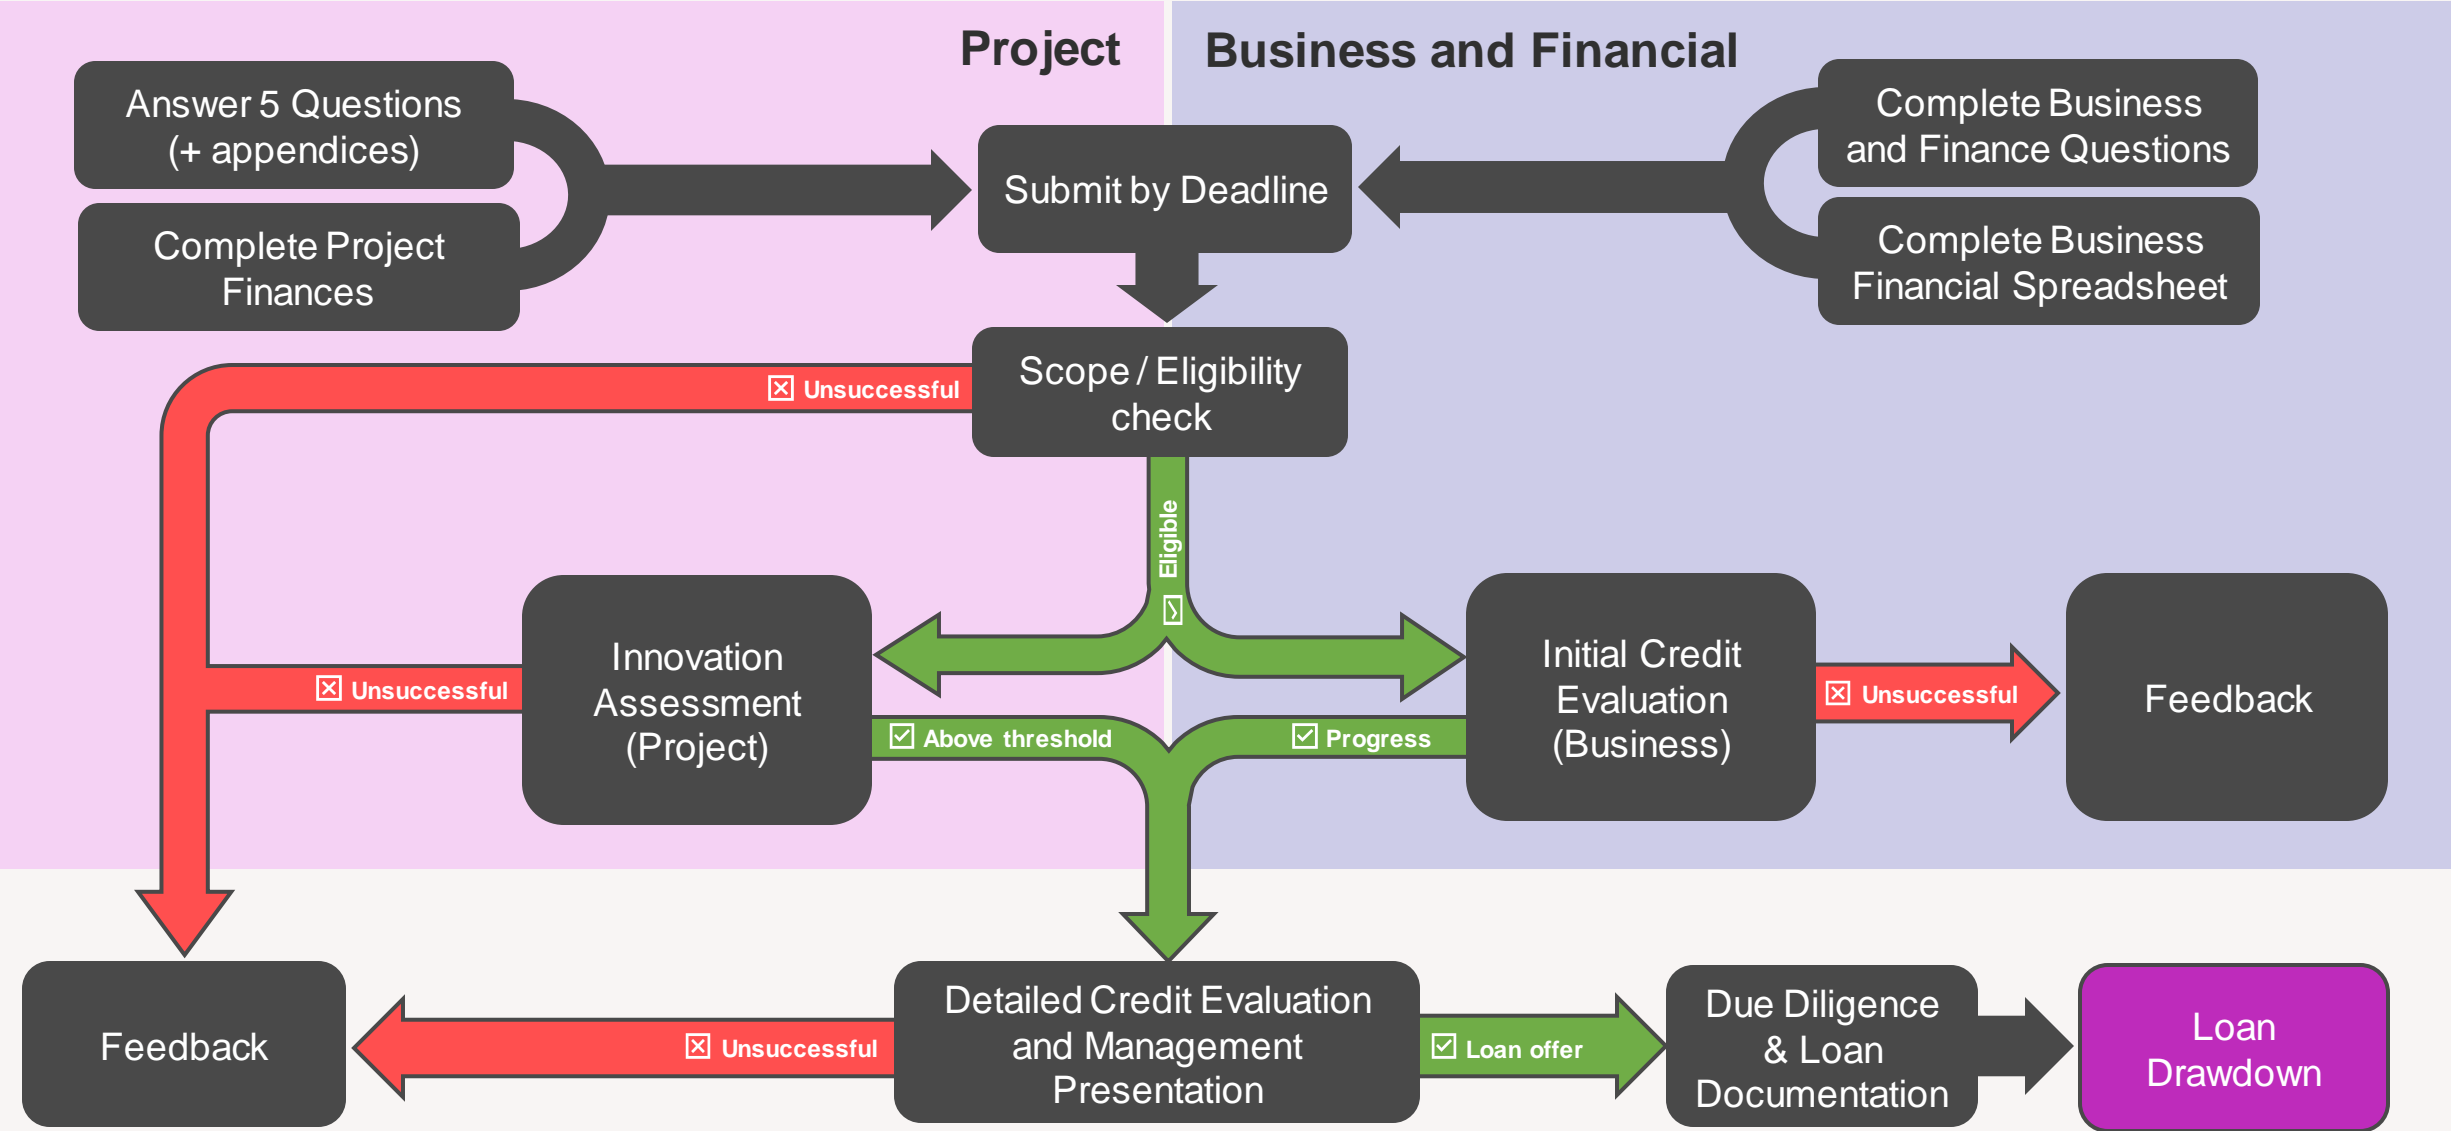 Project
Business and Financial
Answer 5 Questions
(+ appendices)
Complete Project
Finances
Submit by Deadline
Complete Business
and Finance Questions
Complete Business
Financial Spreadsheet
Scope / Eligibility
check
Unsuccessful
Eligible
Innovation
Assessment
(Project)
Unsuccessful
Above threshold
Initial Credit
Evaluation
(Business)
Progress
Unsuccessful
Feedback
Feedback
Unsuccessful
Detailed Credit Evaluation
and Management
Presentation
Loan offer
Due Diligence
& Loan
Documentation
Loan
Drawdown